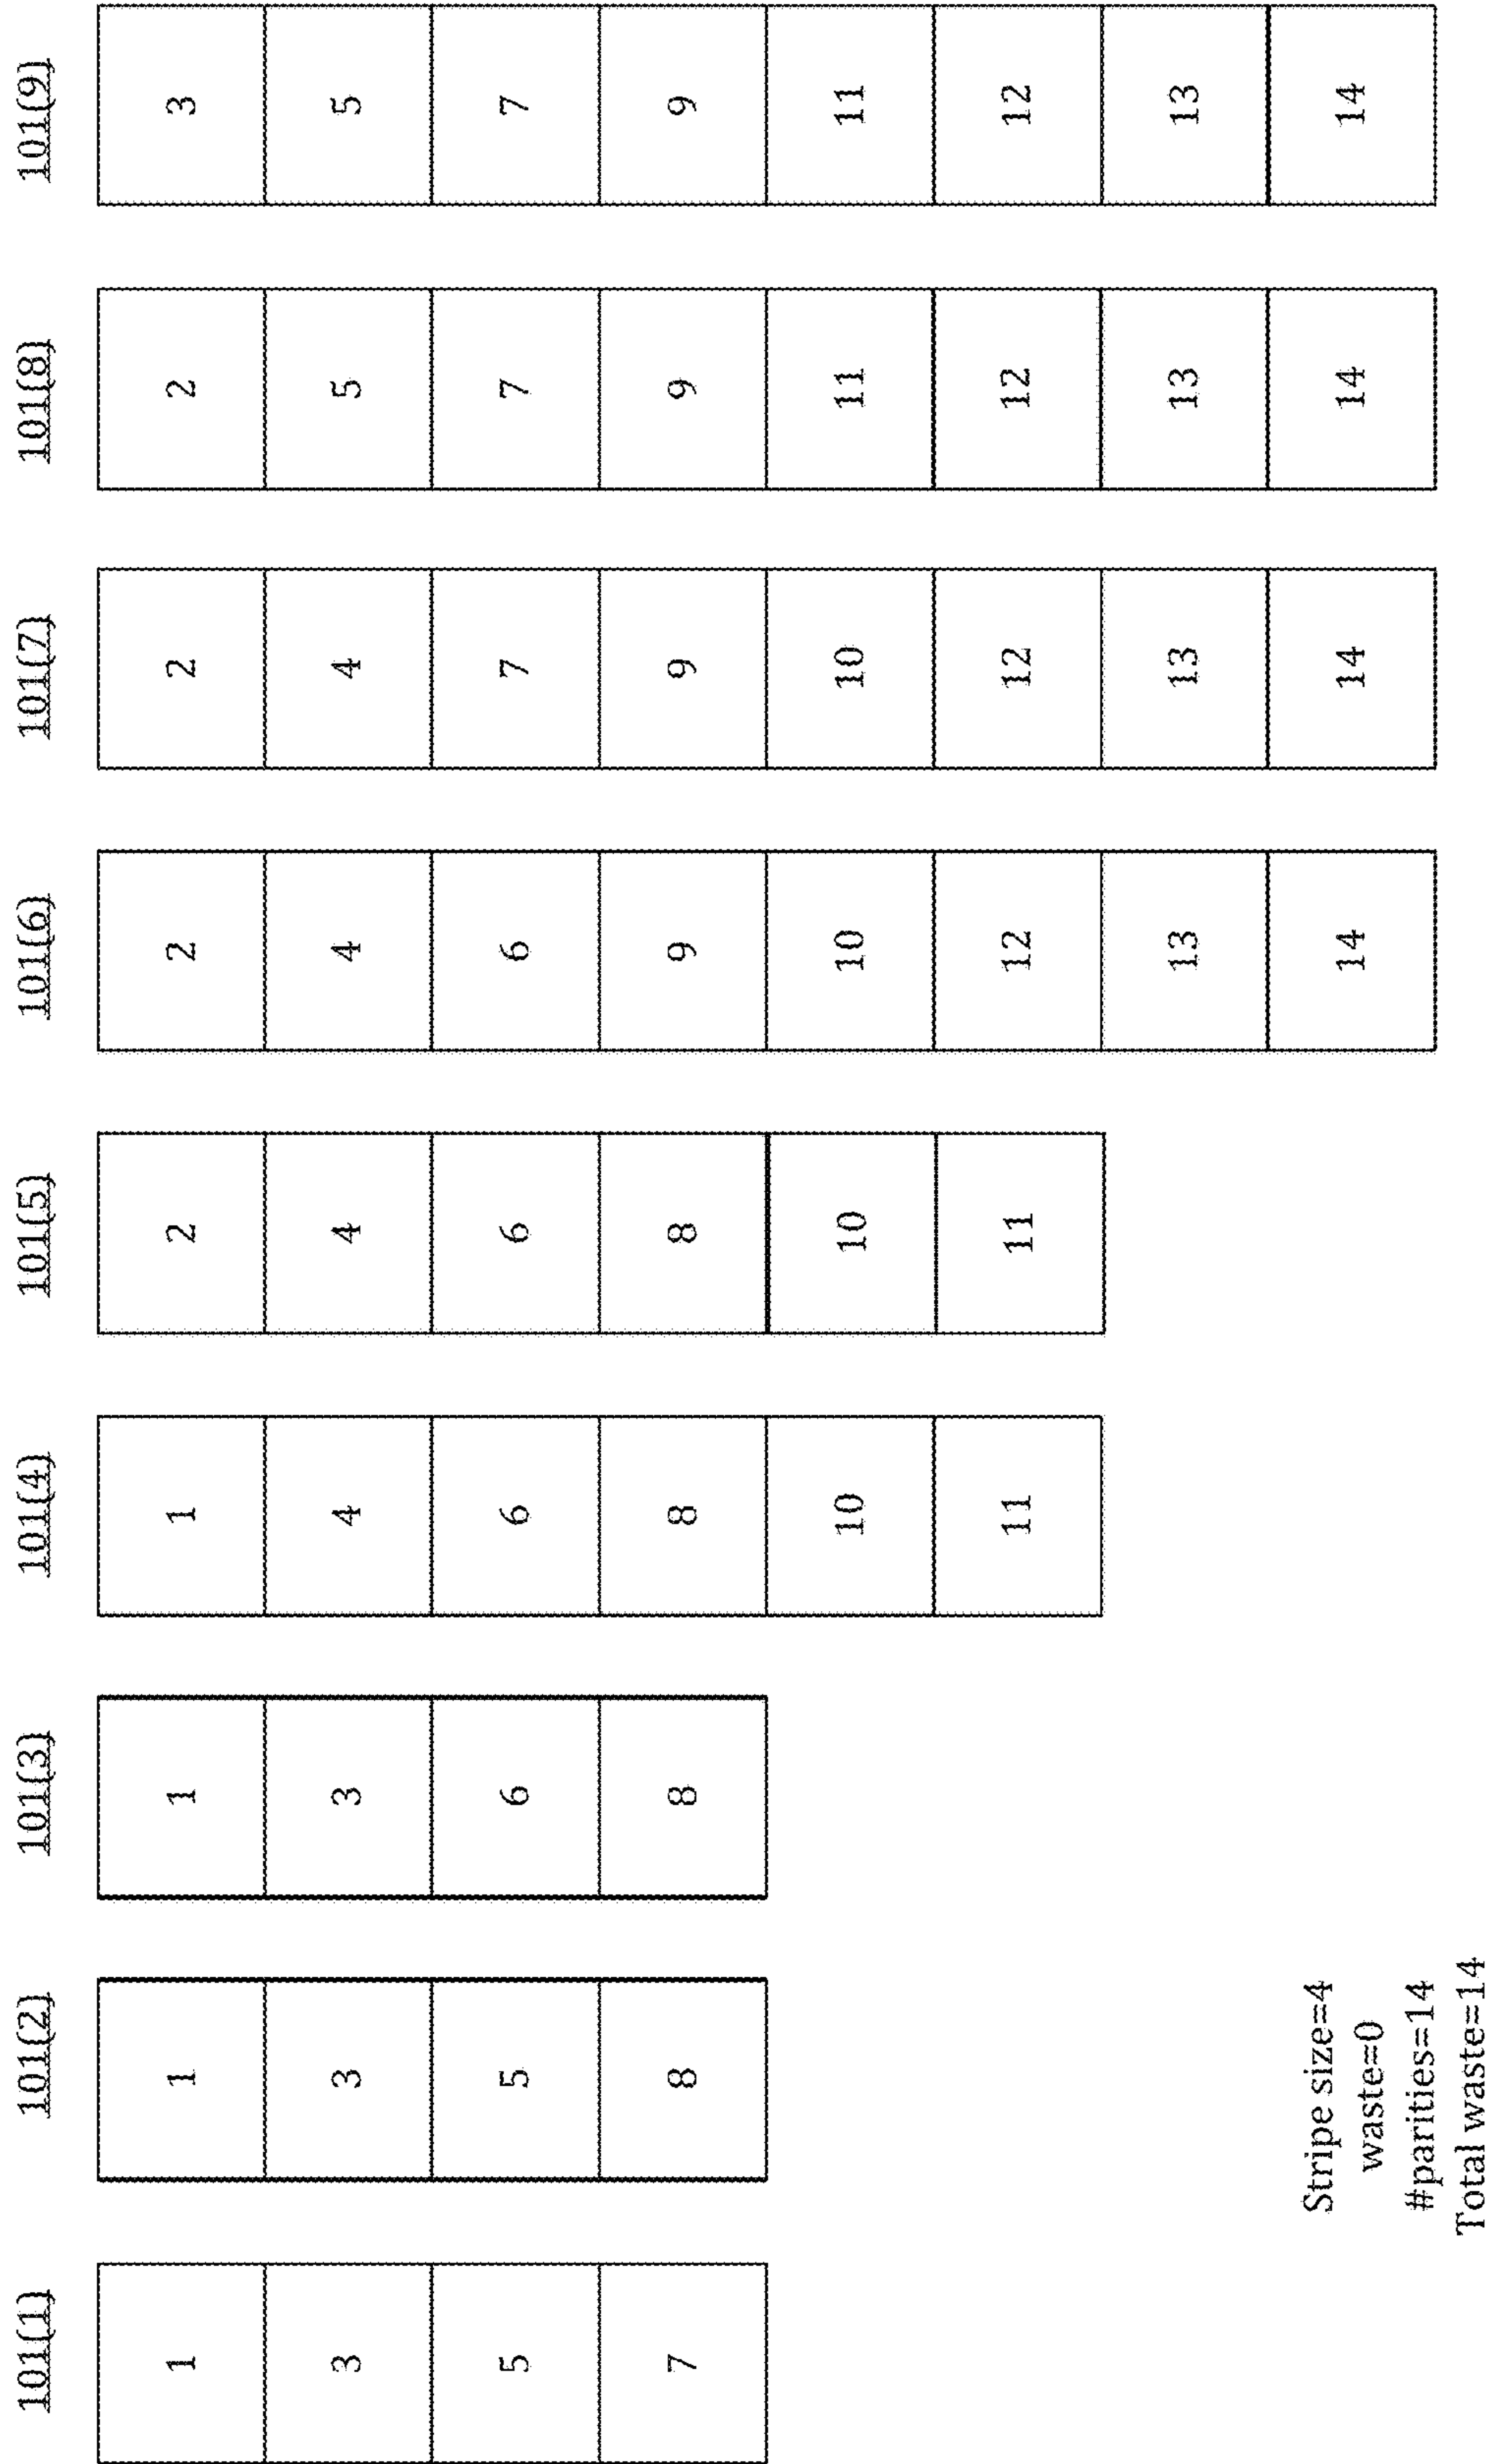 101(1) 101(2) 101(3) 101(4) 101(5) 101(6) 101(7) 101(8) 101(9)
1 1 1 1 2 2 2 2 3
3 3 3 4 4 4 4 5 5
5 5 6 6 6 6 7 7 7
7 8 8 8 8 9 9 9 9
10 10 10 10 11 11
11 11 12 12 12 12
13 13 13 13
14 14 14 14
Stripe size=4
waste=0
#parities=14
Total waste=14